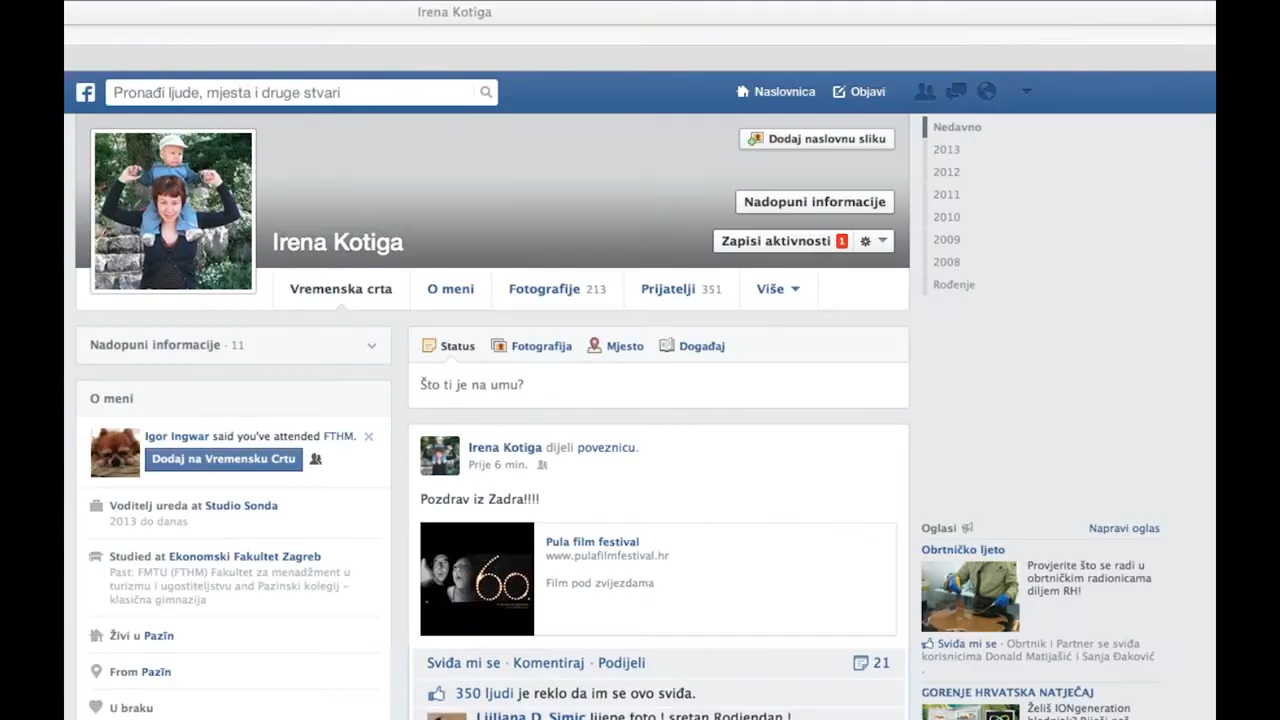 Irena Kotiga
Pronađi ljude, mjesta i druge stvari
Naslovnica
Objavi
Dodaj naslovnu sliku
Nadopuni informacije
Irena Kotiga
Zapisi aktivnosti 1
Vremenska crta
O meni
Fotografije 213
Prijatelji 351
Više
Nedavno
2013
2012
2011
2010
2009
2008
Rođenje
Nadopuni informacije · 11
O meni
Igor Ingwar said you've attended FTHM.
Dodaj na Vremensku Crtu
Voditelj ureda at Studio Sonda
2013 do danas
Studied at Ekonomski Fakultet Zagreb
Past: FMTU (FTHM) Fakultet za menadžment u
turizmu i ugostiteljstvu and Pazinski kolegij –
klasična gimnazija
Živi u Pazin
From Pazin
U braku
Status
Fotografija
Mjesto
Događaj
Što ti je na umu?
Irena Kotiga dijeli poveznicu.
Prije 6 min.
Pozdrav iz Zadra!!!!
60.
Pula film festival
www.pulafilmfestival.hr
Film pod zvijezdama
Sviđa mi se · Komentiraj · Podijeli
21
350 ljudi je reklo da im se ovo sviđa.
Ljiljana D. Simic lijepe foto ! sretan Rodjendan !
Oglasi
Napravi oglas
Obrtničko ljeto
Provjerite što se radi u
obrtničkim radionicama
diljem RH!
Sviđa mi se · Obrtnik i Partner se sviđa
korisnicima Donald Matijašić i Sanja Đaković
.
GORENJE HRVATSKA NATJEČAJ
Želiš IONgeneration
hladnjak? Prijeđi naš